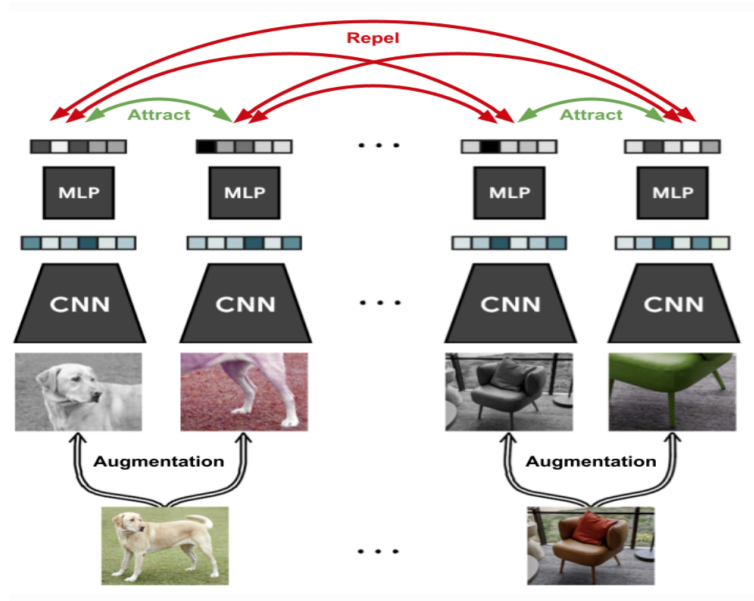 Repel
Attract
Attract
...
MLP
MLP
MLP
MLP
CNN
CNN
...
CNN
CNN
Augmentation
Augmentation
...